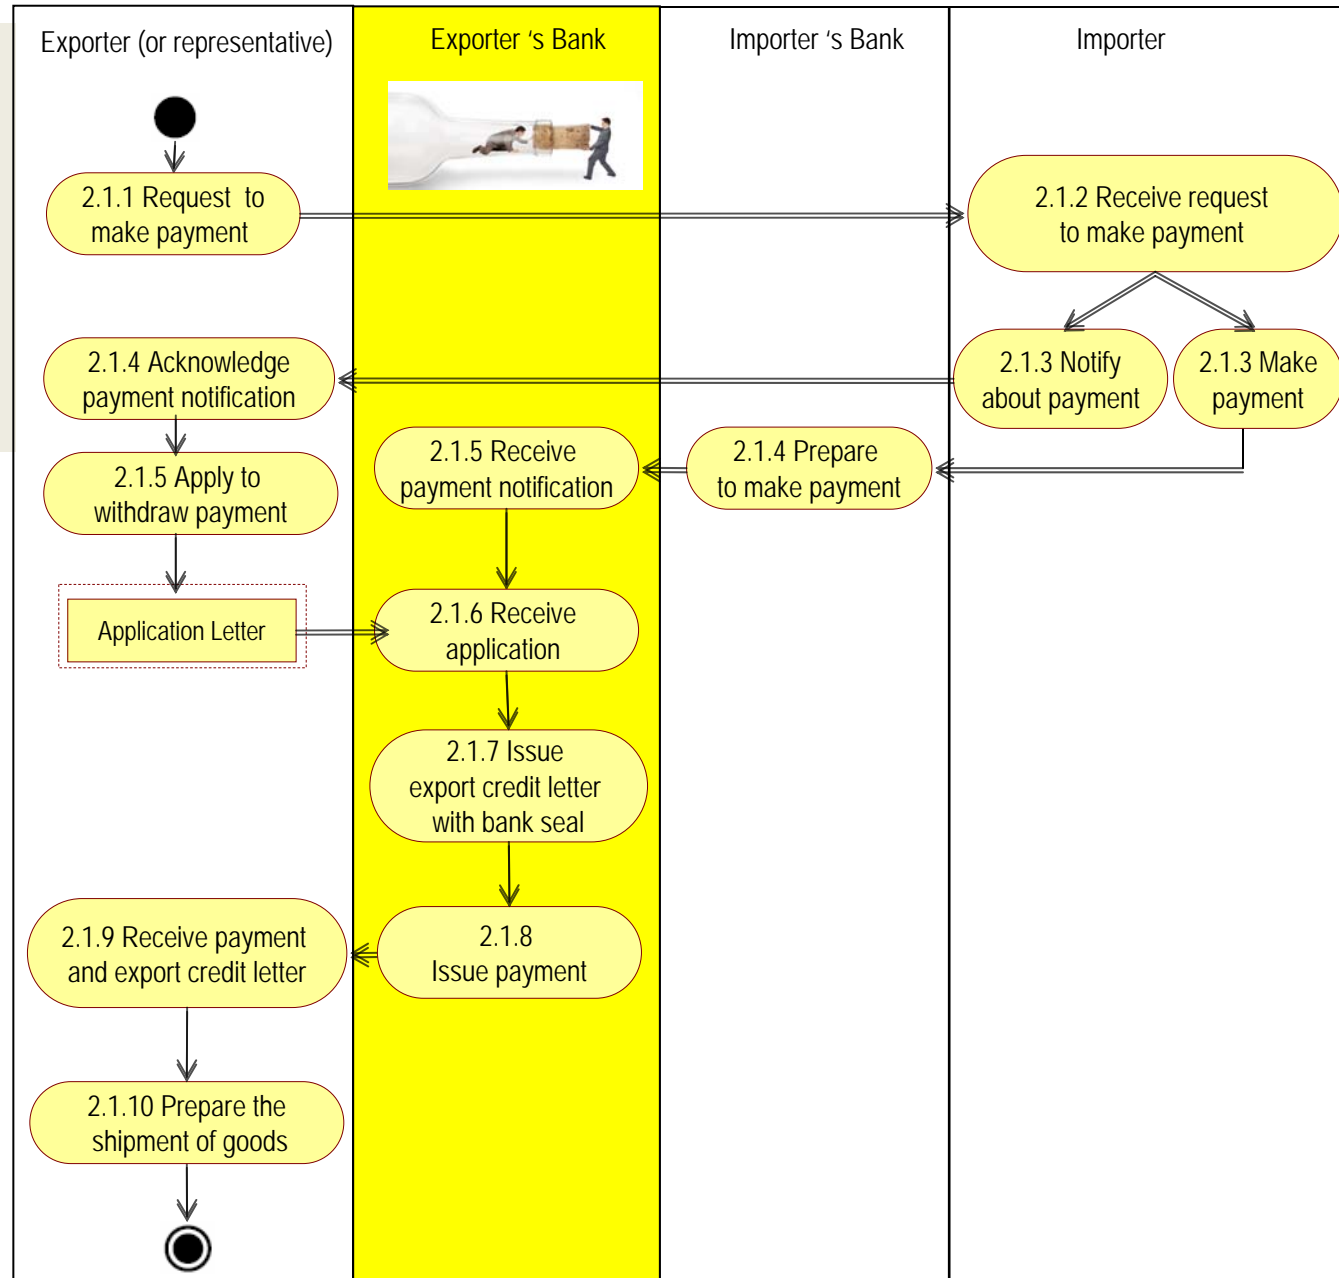 Exporter (or representative)
Exporter ‘s Bank
Importer ‘s Bank
Importer
2.1.1 Request to
make payment
2.1.2 Receive request
to make payment
2.1.4 Acknowledge
payment notification
2.1.3 Notify
about payment
2.1.3 Make
payment
2.1.5 Apply to
withdraw payment
2.1.5 Receive
payment notification
2.1.4 Prepare
to make payment
Application Letter
2.1.6 Receive
application
2.1.7 Issue
export credit letter
with bank seal
2.1.9 Receive payment
and export credit letter
2.1.8
Issue payment
2.1.10 Prepare the
shipment of goods